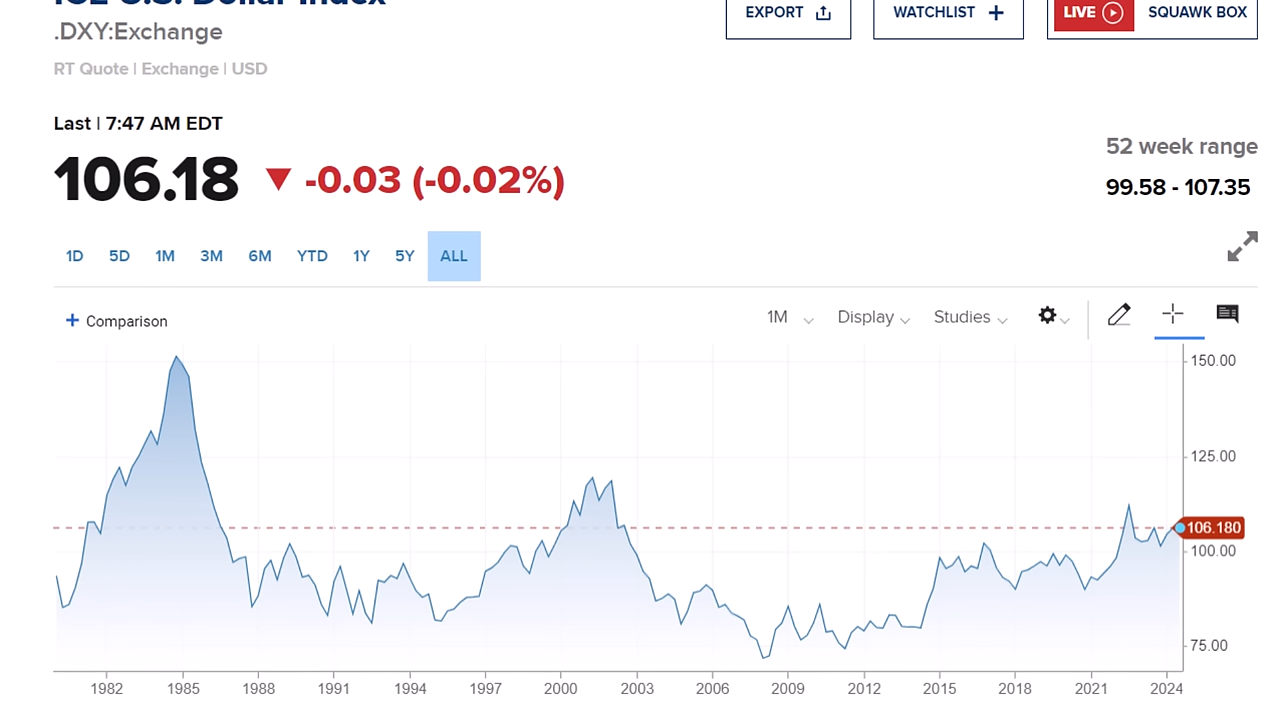 ICE U.S. Dollar Index
.DXY:Exchange
RT Quote | Exchange | USD
EXPORT
WATCHLIST +
LIVE SQUAWK BOX
Last | 7:47 AM EDT
106.18 ▼ -0.03 (-0.02%)
52 week range
99.58 - 107.35
1D 5D 1M 3M 6M YTD 1Y 5Y ALL
+ Comparison
1M Display Studies
150.00
125.00
106.180
100.00
75.00
1982 1985 1988 1991 1994 1997 2000 2003 2006 2009 2012 2015 2018 2021 2024